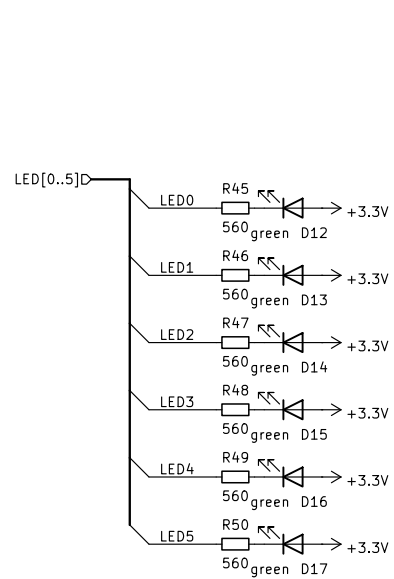 LED[0..5]
LED0 R45 560 green D12 +3.3V
LED1 R46 560 green D13 +3.3V
LED2 R47 560 green D14 +3.3V
LED3 R48 560 green D15 +3.3V
LED4 R49 560 green D16 +3.3V
LED5 R50 560 green D17 +3.3V